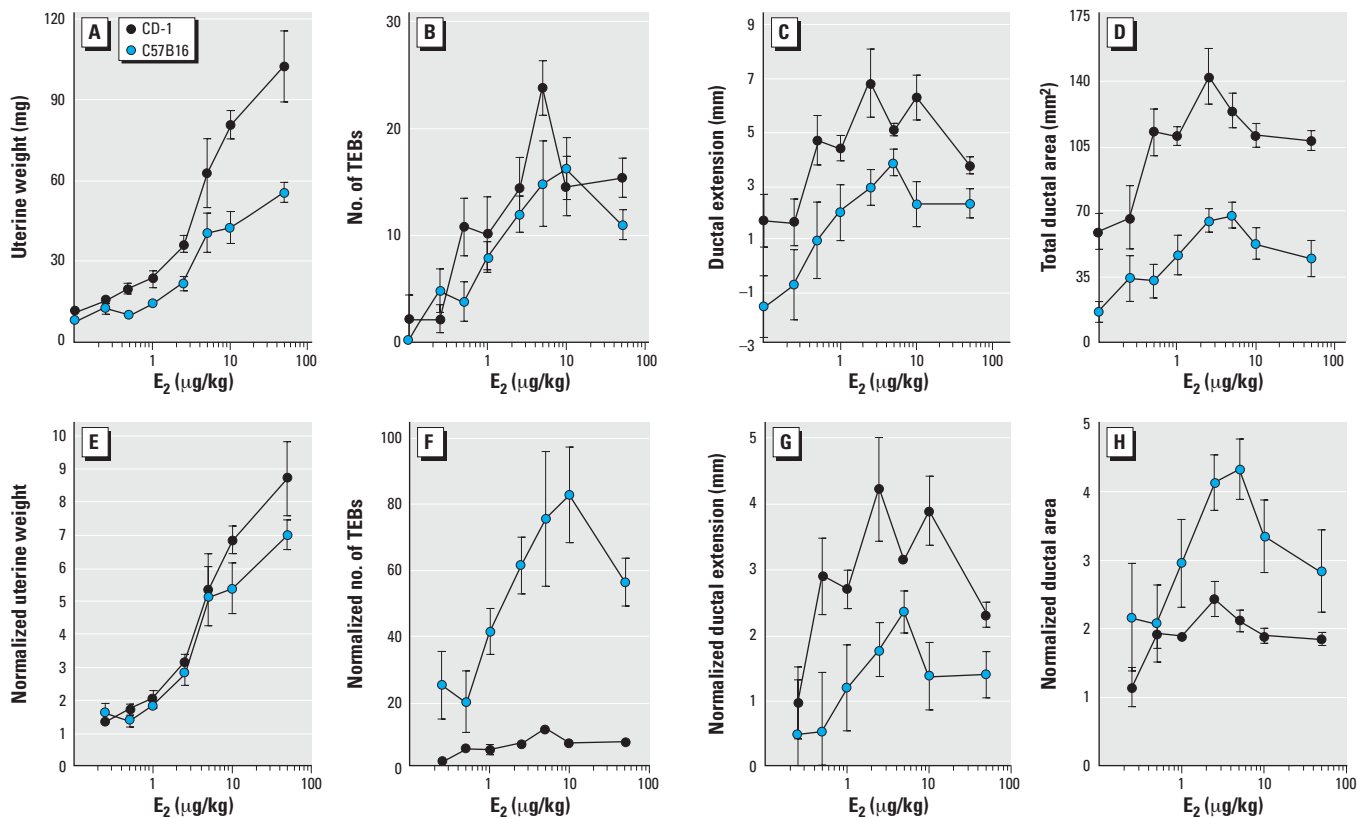 A
CD-1
C57B16
Uterine weight (mg)
120
90
60
30
0
1
10
100
E2 (μg/kg)
B
No. of TEBs
30
20
10
0
1
10
100
E2 (μg/kg)
C
Ductal extension (mm)
9
7
5
3
1
–1
–3
1
10
100
E2 (μg/kg)
D
Total ductal area (mm2)
175
140
105
70
35
0
1
10
100
E2 (μg/kg)
E
Normalized uterine weight
10
9
8
7
6
5
4
3
2
1
0
1
10
100
E2 (μg/kg)
F
Normalized no. of TEBs
100
80
60
40
20
0
1
10
100
E2 (μg/kg)
G
Normalized ductal extension (mm)
5
4
3
2
1
0
1
10
100
E2 (μg/kg)
H
Normalized ductal area
5
4
3
2
1
0
1
10
100
E2 (μg/kg)